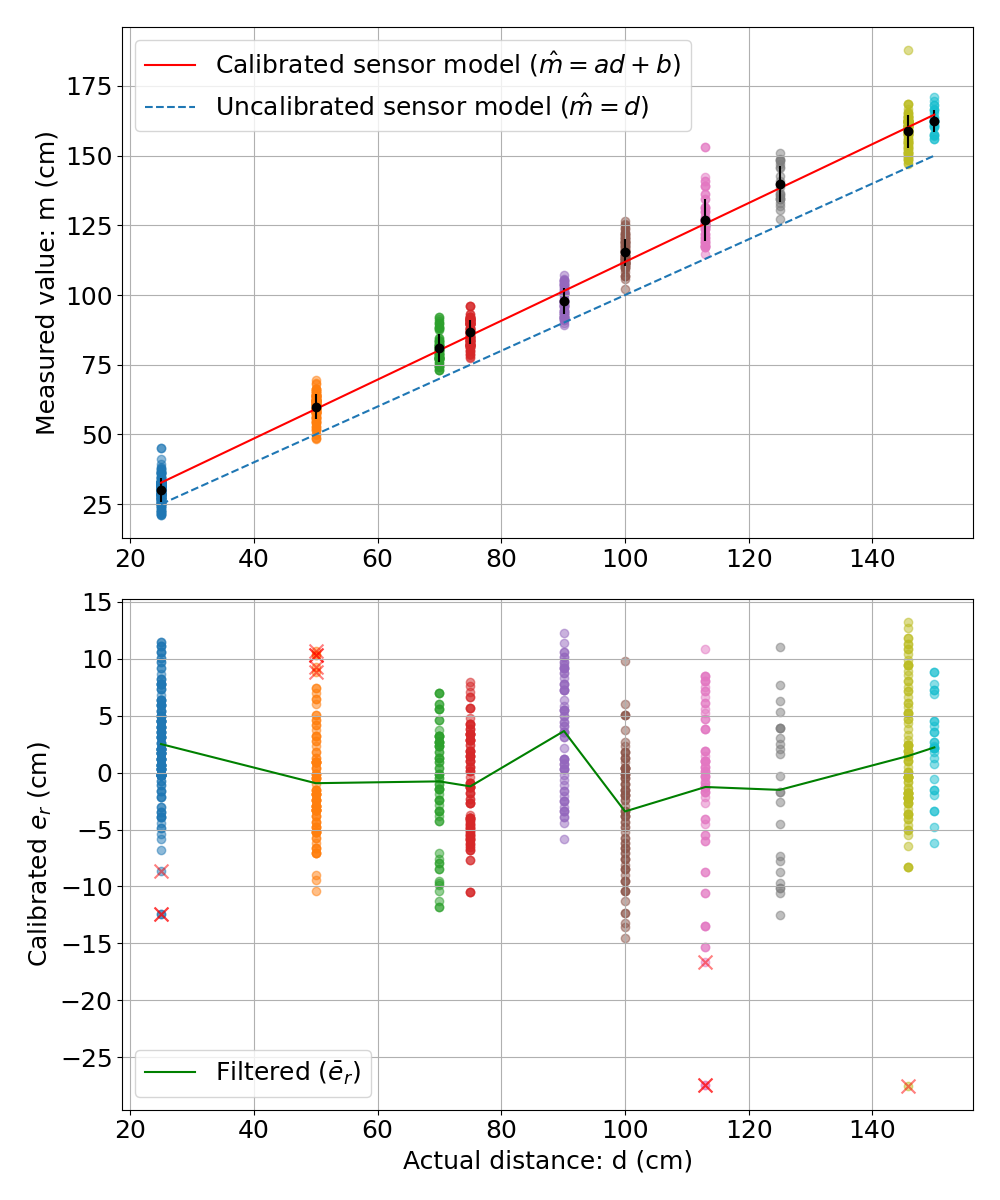 Calibrated sensor model (m̂ = ad + b)
Uncalibrated sensor model (m̂ = d)
Measured value: m (cm)
175
150
125
100
75
50
25
20 40 60 80 100 120 140
Calibrated eᵣ (cm)
15
10
5
0
−5
−10
−15
−20
−25
Filtered (ēᵣ)
20 40 60 80 100 120 140
Actual distance: d (cm)